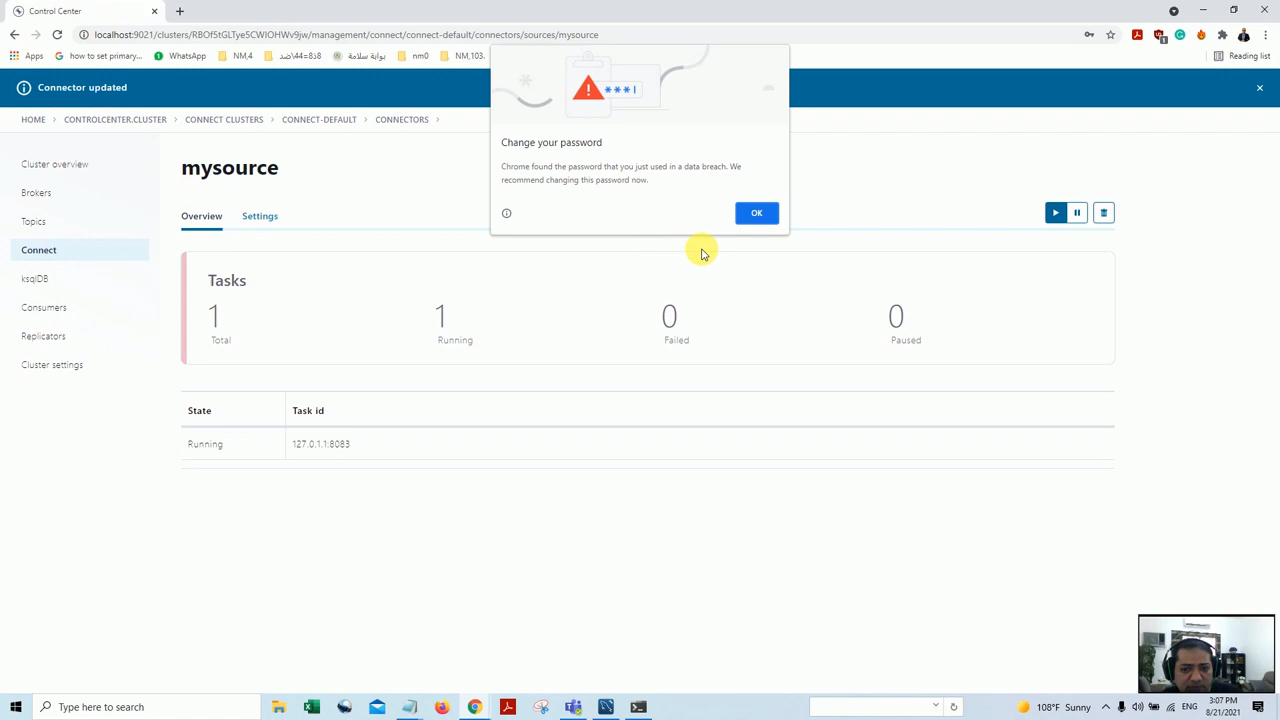 Control Center
localhost:9021/clusters/RBOf5tGLTye5CWlOHWv9jw/management/connect/connect-default/connectors/sources/mysource
Apps
how to set primary...
WhatsApp
NM,4
8ذ3=44\ضد
nm0
بوابة سلامة
NM,103.
Reading list
Connector updated
HOME > CONTROLCENTER.CLUSTER > CONNECT CLUSTERS > CONNECT-DEFAULT > CONNECTORS >
***|
Change your password
Chrome found the password that you just used in a data breach. We
recommend changing this password now.
OK
Cluster overview
Brokers
Topics
Connect
ksqlDB
Consumers
Replicators
Cluster settings
mysource
Overview Settings
Tasks
1 1 0 0
Total Running Failed Paused
State Task id
Running 127.0.1.1:8083
Type here to search
108°F Sunny
ENG
3:07 PM
8/21/2021